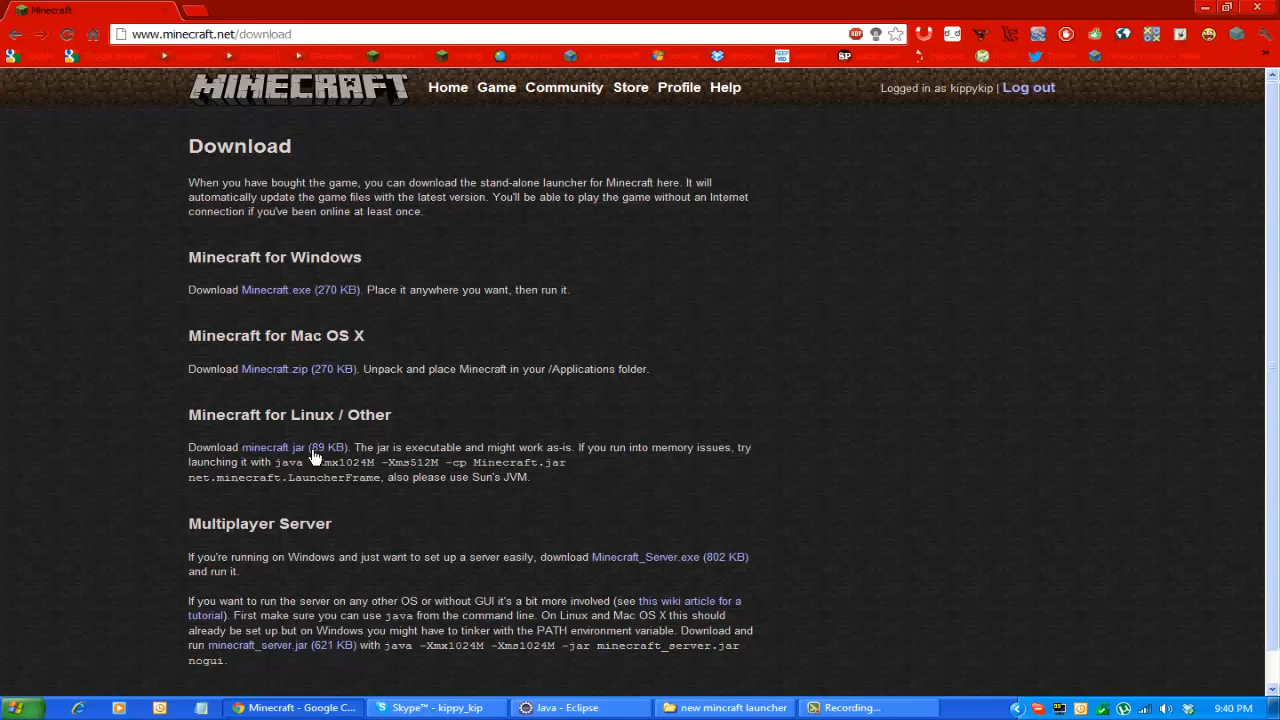 Minecraft
www.minecraft.net/download
MINECRAFT
Home Game Community Store Profile Help
Logged in as kippykip | Log out
Download
When you have bought the game, you can download the stand-alone launcher for Minecraft here. It will
automatically update the game files with the latest version. You'll be able to play the game without an Internet
connection if you've been online at least once.
Minecraft for Windows
Download Minecraft.exe (270 KB). Place it anywhere you want, then run it.
Minecraft for Mac OS X
Download Minecraft.zip (270 KB). Unpack and place Minecraft in your /Applications folder.
Minecraft for Linux / Other
Download minecraft.jar (89 KB). The jar is executable and might work as-is. If you run into memory issues, try
launching it with java -Xmx1024M -Xms512M -cp Minecraft.jar
net.minecraft.LauncherFrame, also please use Sun's JVM.
Multiplayer Server
If you're running on Windows and just want to set up a server easily, download Minecraft_Server.exe (802 KB)
and run it.
If you want to run the server on any other OS or without GUI it's a bit more involved (see this wiki article for a
tutorial). First make sure you can use java from the command line. On Linux and Mac OS X this should
already be set up but on Windows you might have to tinker with the PATH environment variable. Download and
run minecraft_server.jar (621 KB) with java -Xmx1024M -Xms1024M -jar minecraft_server.jar
nogui.
start Minecraft - Google C... Skype™ - kippy_kip Java - Eclipse new mincraft launcher Recording... 9:40 PM